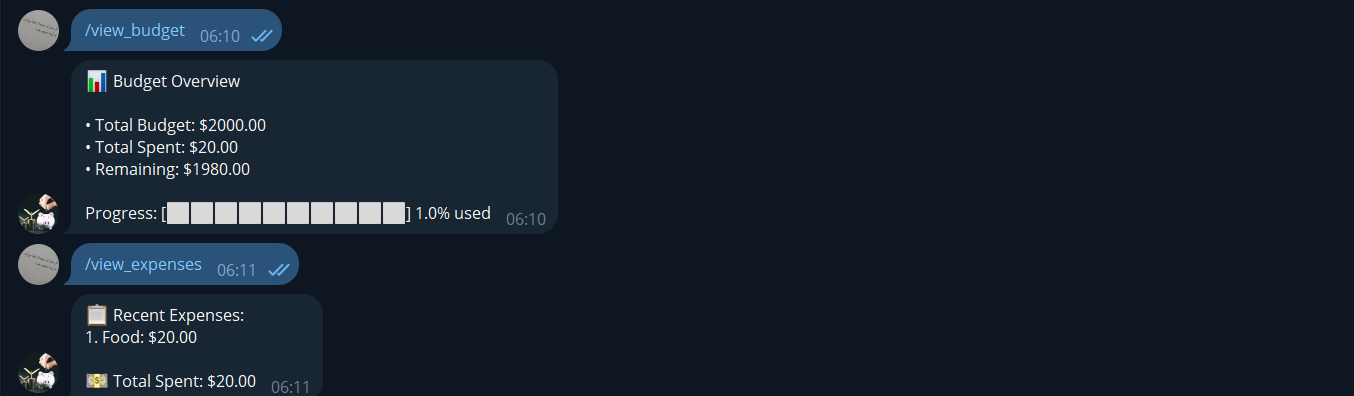 /view_budget 06:10
📊 Budget Overview
• Total Budget: $2000.00
• Total Spent: $20.00
• Remaining: $1980.00
Progress: [⬜⬜⬜⬜⬜⬜⬜⬜⬜⬜] 1.0% used 06:10
/view_expenses 06:11
📋 Recent Expenses:
1. Food: $20.00
💵 Total Spent: $20.00 06:11